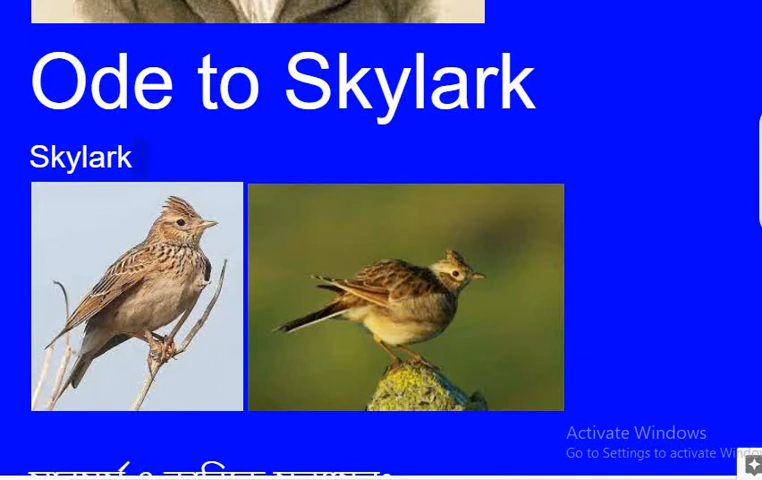 Ode to Skylark
Skylark
Activate Windows
Go to Settings to activate Windows